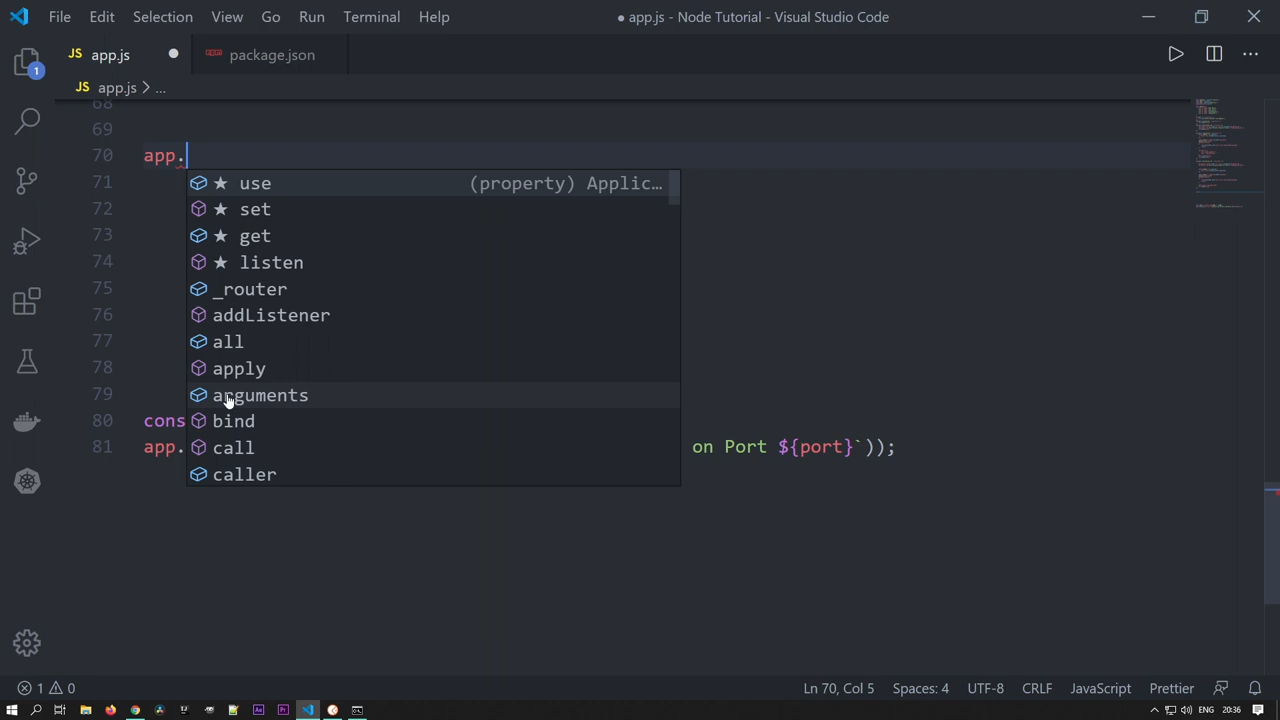 File Edit Selection View Go Run Terminal Help
● app.js - Node Tutorial - Visual Studio Code
JS app.js ● package.json
JS app.js > ...
68
69
70 app.
71 ★ use (property) Applic…
72 ★ set
73 ★ get
74 ★ listen
75 _router
76 addListener
77 all
78 apply
79 arguments
80 cons bind
81 app. call on Port ${port}`));
caller
1
1 0
Ln 70, Col 5 Spaces: 4 UTF-8 CRLF JavaScript Prettier
ENG 20:36